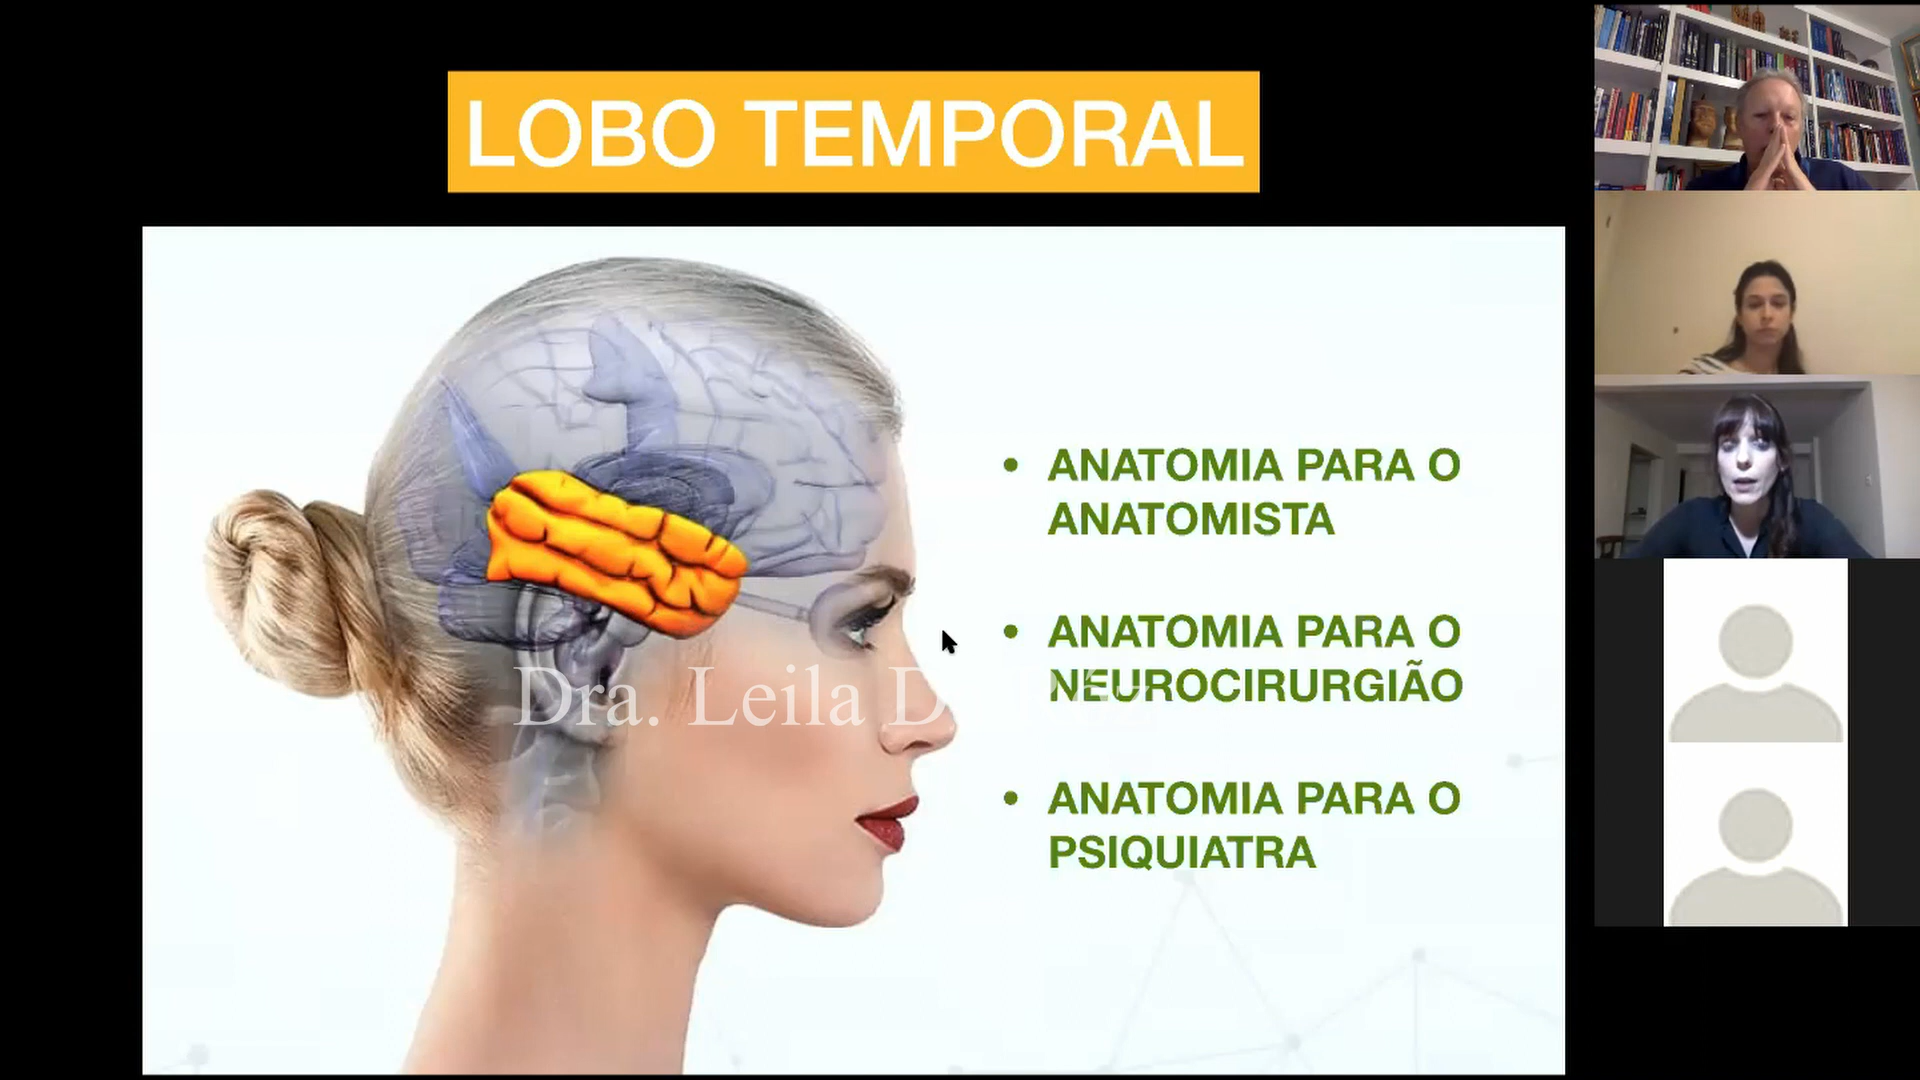 LOBO TEMPORAL
• ANATOMIA PARA O
ANATOMISTA
• ANATOMIA PARA O
NEUROCIRURGIÃO
Dra. Leila D
• ANATOMIA PARA O
PSIQUIATRA